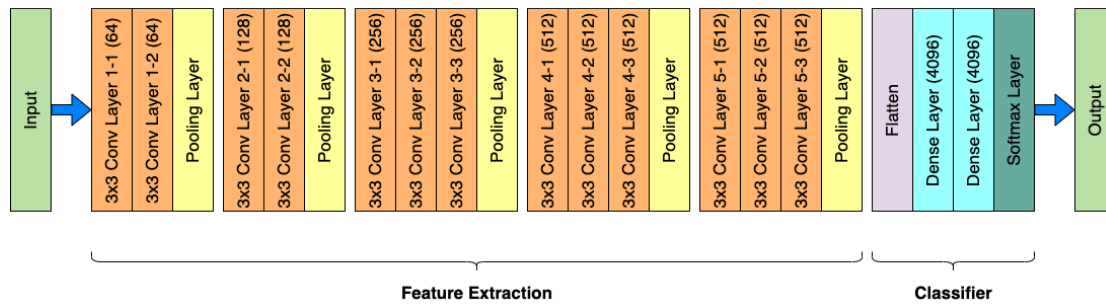 Input
3x3 Conv Layer 1-1 (64)
3x3 Conv Layer 1-2 (64)
Pooling Layer
3x3 Conv Layer 2-1 (128)
3x3 Conv Layer 2-2 (128)
Pooling Layer
3x3 Conv Layer 3-1 (256)
3x3 Conv Layer 3-2 (256)
3x3 Conv Layer 3-3 (256)
Pooling Layer
3x3 Conv Layer 4-1 (512)
3x3 Conv Layer 4-2 (512)
3x3 Conv Layer 4-3 (512)
Pooling Layer
3x3 Conv Layer 5-1 (512)
3x3 Conv Layer 5-2 (512)
3x3 Conv Layer 5-3 (512)
Pooling Layer
Flatten
Dense Layer (4096)
Dense Layer (4096)
Softmax Layer
Output
Feature Extraction
Classifier